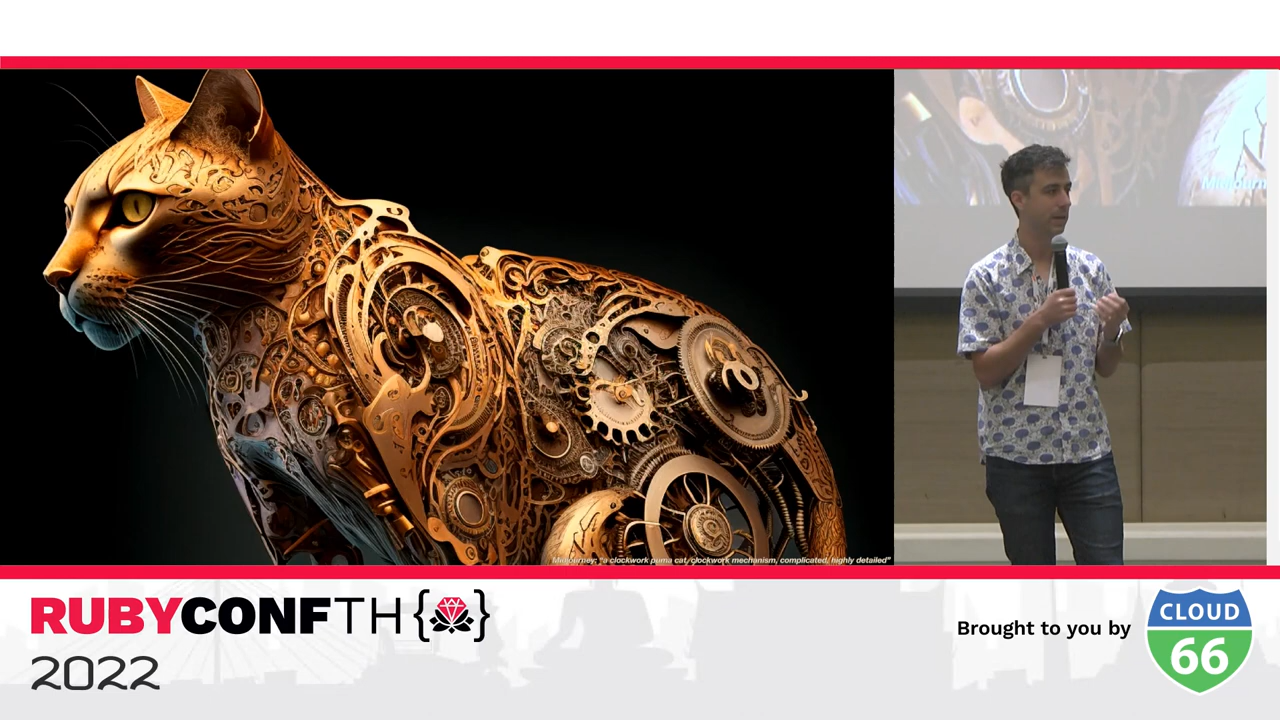 Midjourney: "a clockwork puma cat, clockwork mechanism, complicated, highly detailed"
RUBYCONFTH
2022
Brought to you by
CLOUD
66